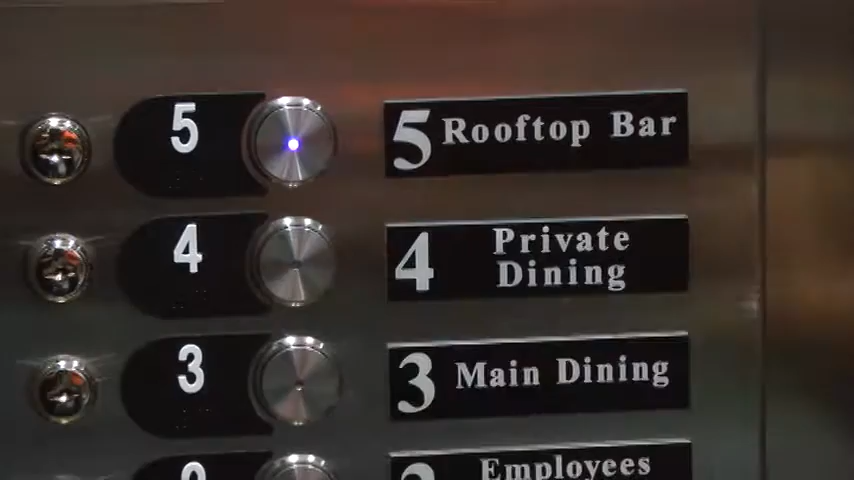 5
5 Rooftop Bar
4
4 Private
Dining
3
3 Main Dining
Employees